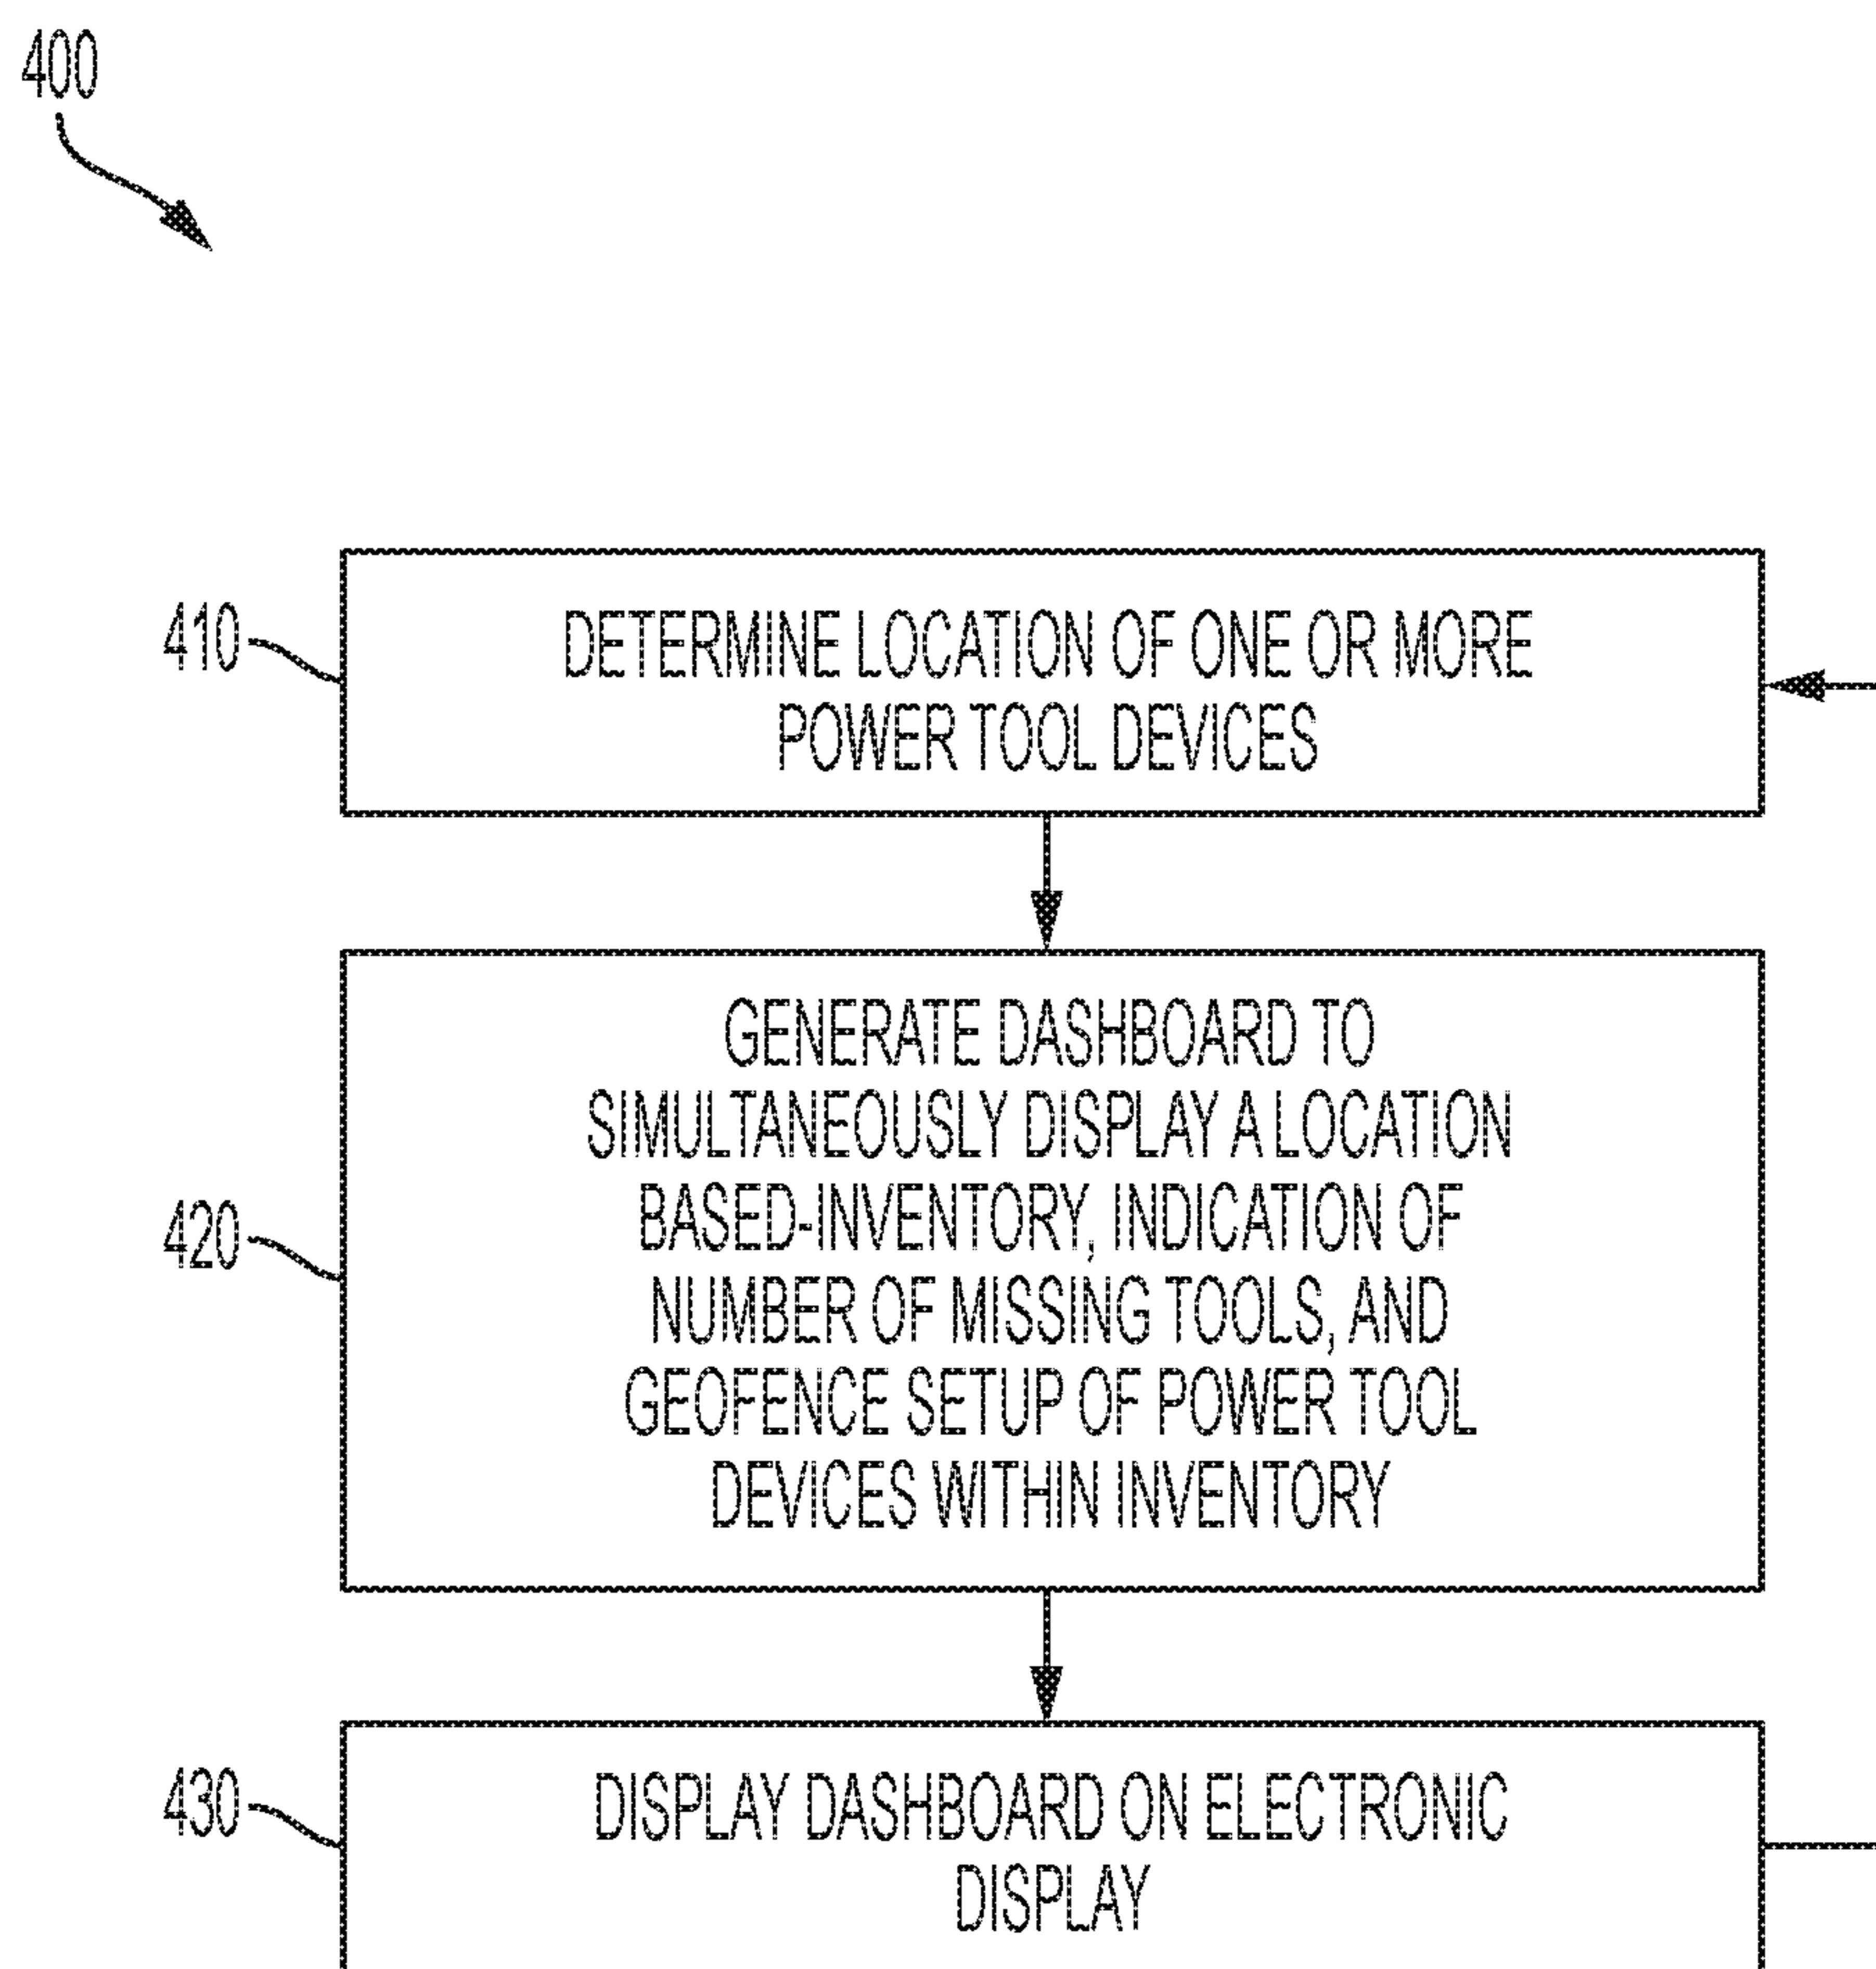 400
410
DETERMINE LOCATION OF ONE OR MORE
POWER TOOL DEVICES
420
GENERATE DASHBOARD TO
SIMULTANEOUSLY DISPLAY A LOCATION
BASED-INVENTORY, INDICATION OF
NUMBER OF MISSING TOOLS, AND
GEOFENCE SETUP OF POWER TOOL
DEVICES WITHIN INVENTORY
430
DISPLAY DASHBOARD ON ELECTRONIC
DISPLAY